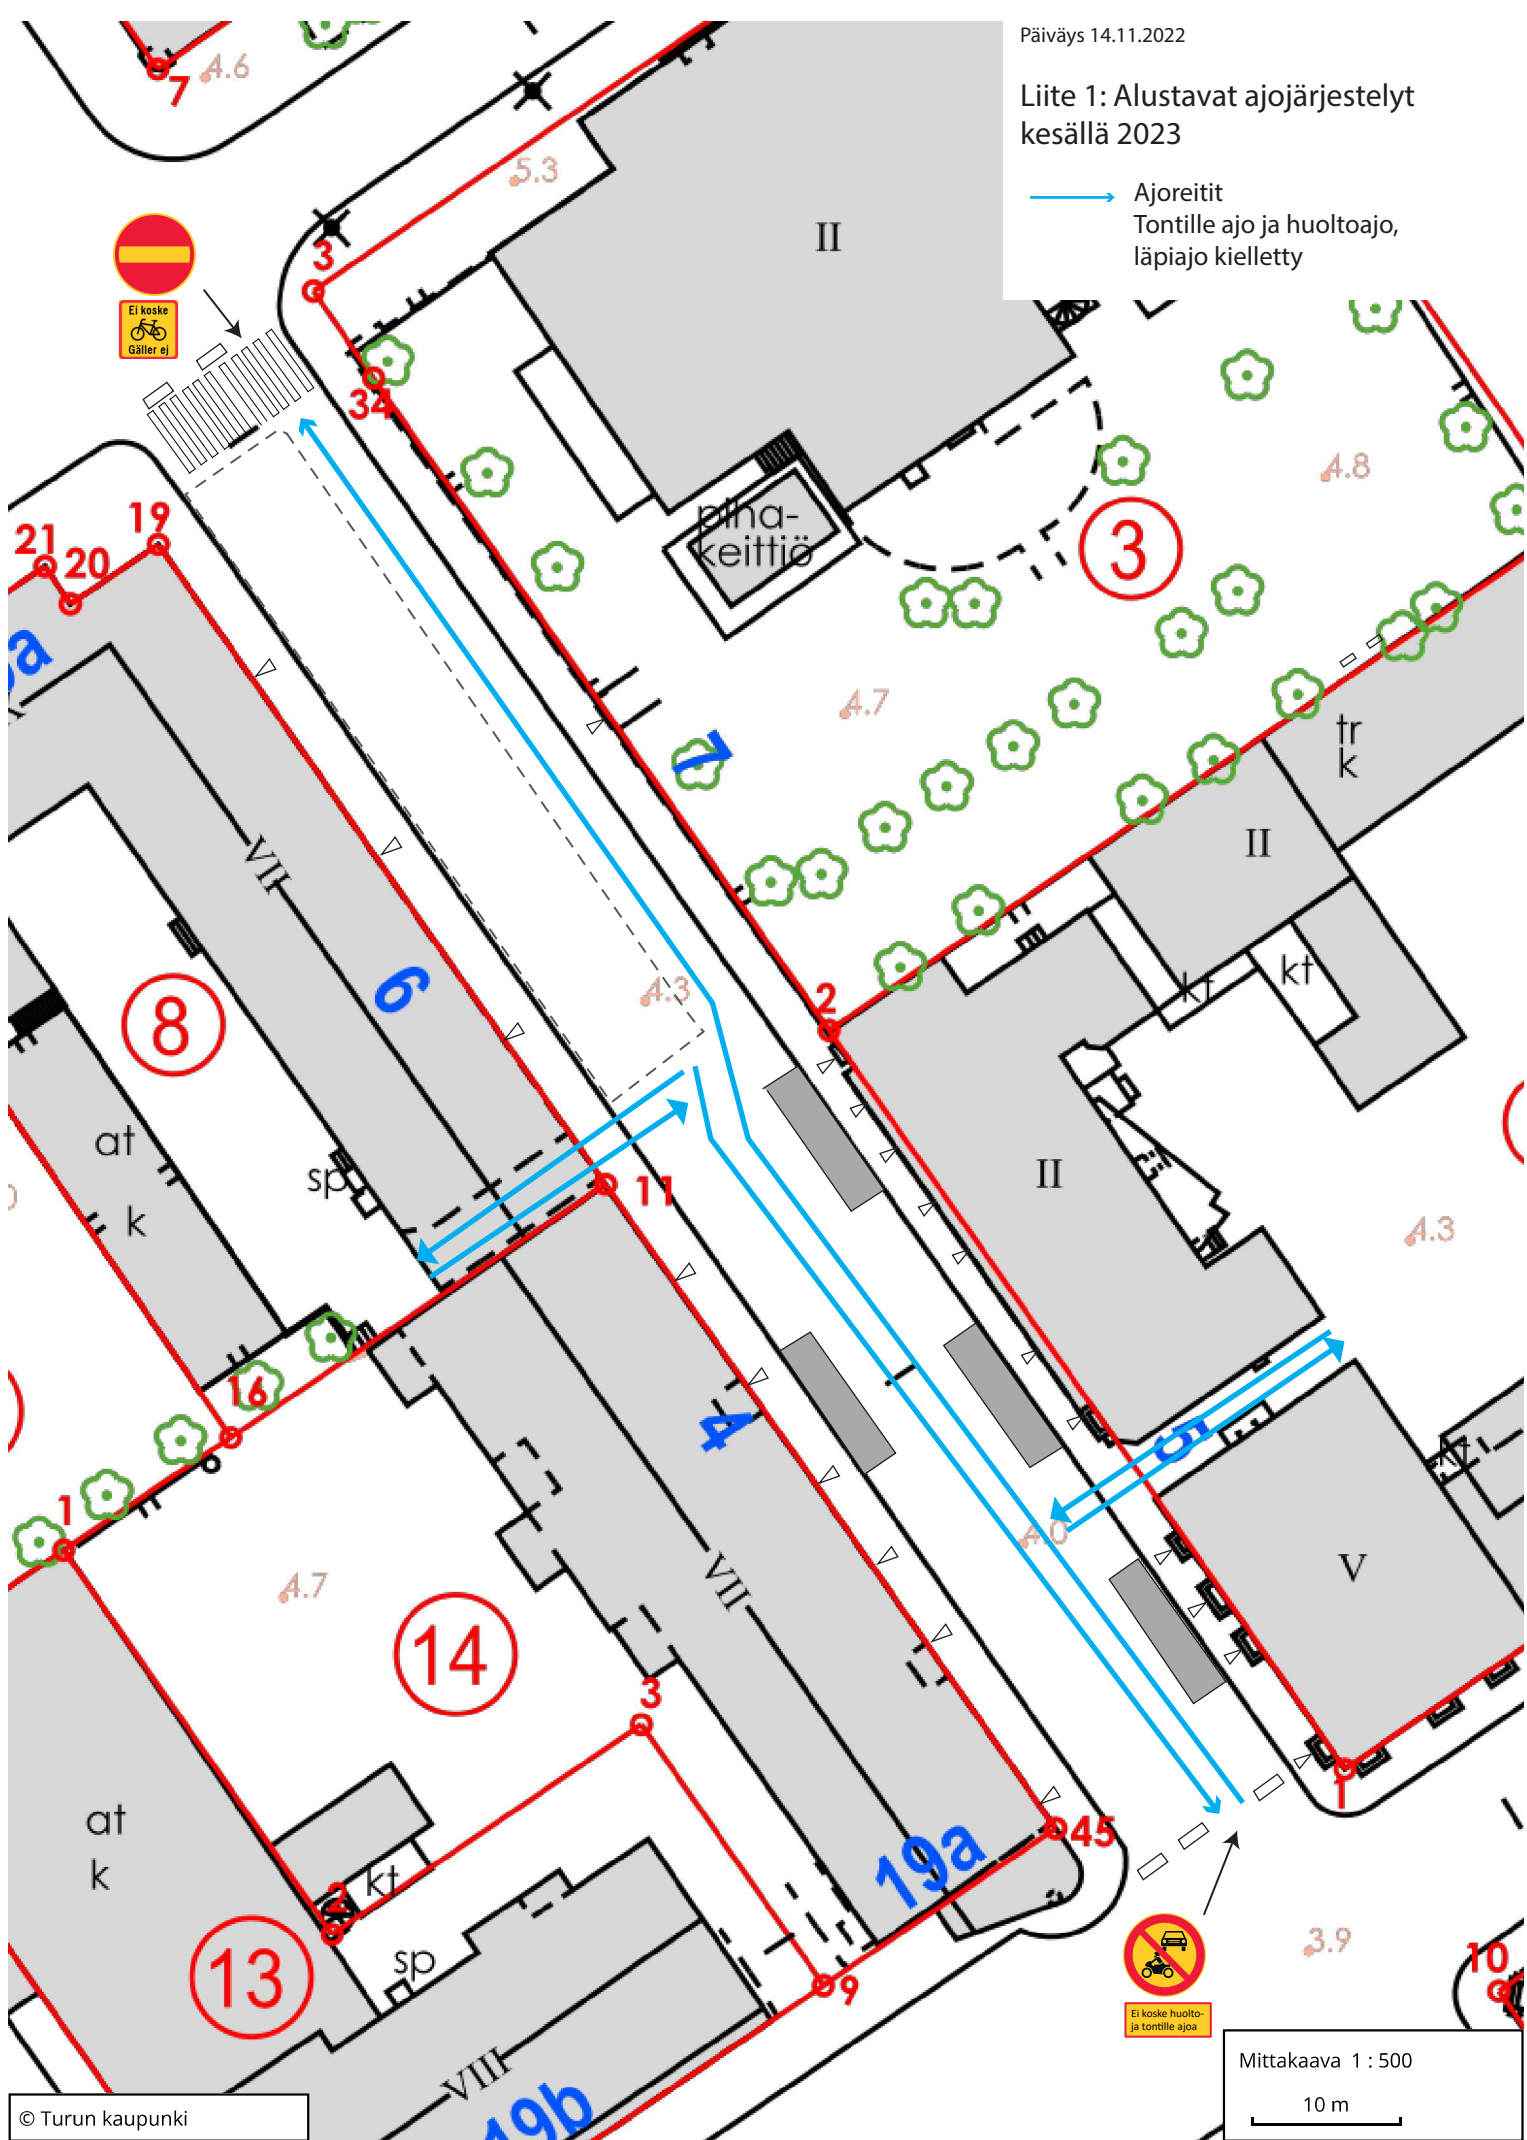 Päiväys 14.11.2022
Liite 1: Alustavat ajojärjestelyt
kesällä 2023
Ajoreitit
Tontille ajo ja huoltoajo,
läpiajo kielletty
7
4.6
5.3
3
II
Ei koske
Gäller ej
34
4.8
piha-
keittiö
3
21
20
19
4.7
7
tr
k
II
VII
6
4.3
2
kt
kt
8
at
k
sp
11
II
4.3
16
4
5
kt
1
4.0
4.7
V
VII
14
3
1
at
k
2
kt
19a
45
13
sp
9
3.9
10
Ei koske huolto-
ja tontille ajoa
VIII
19b
Mittakaava 1 : 500
10 m
© Turun kaupunki